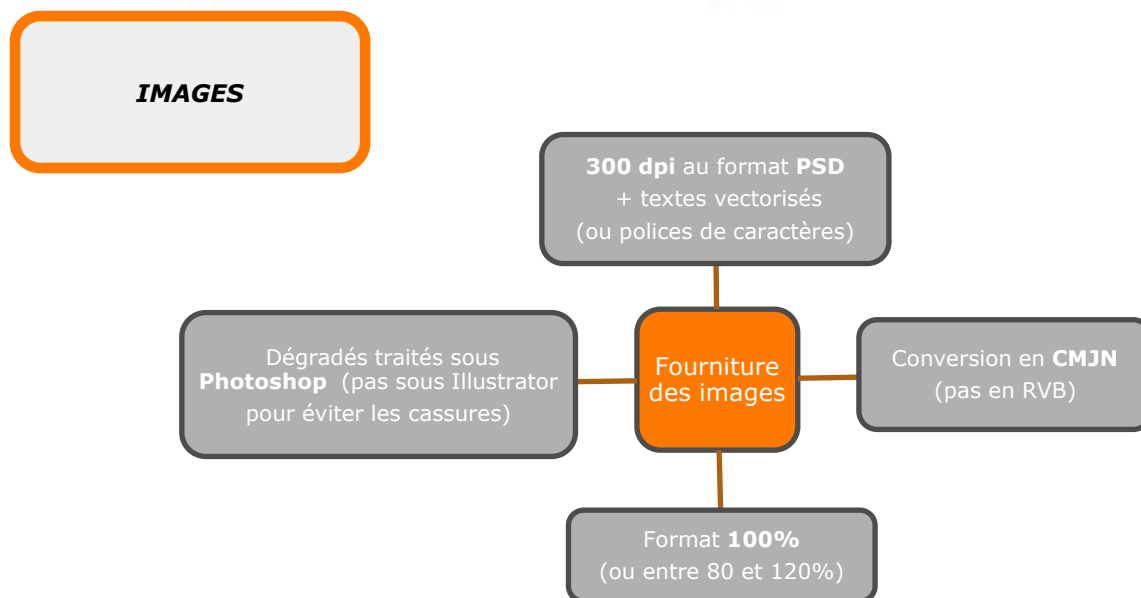 IMAGES
300 dpi au format PSD
+ textes vectorisés
(ou polices de caractères)
Dégradés traités sous
Photoshop (pas sous Illustrator
pour éviter les cassures)
Fourniture
des images
Conversion en CMJN
(pas en RVB)
Format 100%
(ou entre 80 et 120%)